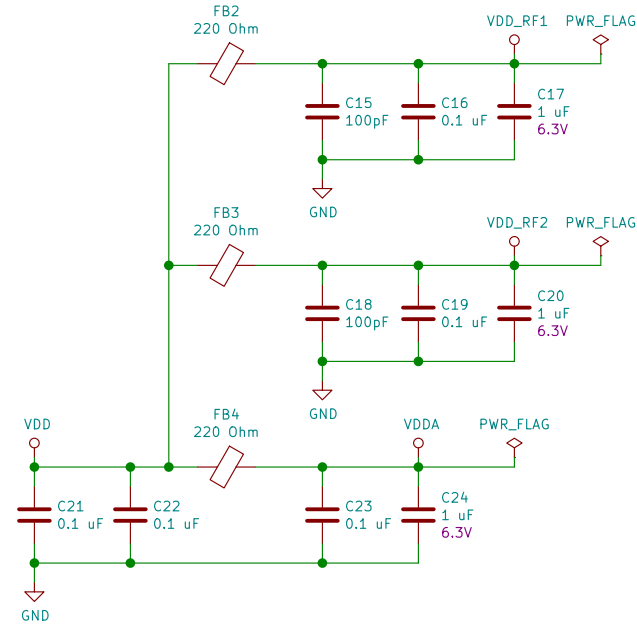 FB2
220 Ohm
VDD_RF1
PWR_FLAG
C15
100pF
C16
0.1 uF
C17
1 uF
6.3V
GND
FB3
220 Ohm
VDD_RF2
PWR_FLAG
C18
100pF
C19
0.1 uF
C20
1 uF
6.3V
GND
FB4
220 Ohm
VDD
VDDA
PWR_FLAG
C21
0.1 uF
C22
0.1 uF
C23
0.1 uF
C24
1 uF
6.3V
GND